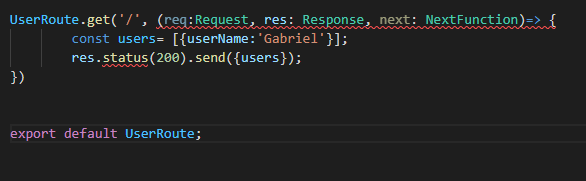 UserRoute.get('/', (req:Request, res: Response, next: NextFunction)=> {
const users= [{userName:'Gabriel'}];
res.status(200).send({users});
})
export default UserRoute;